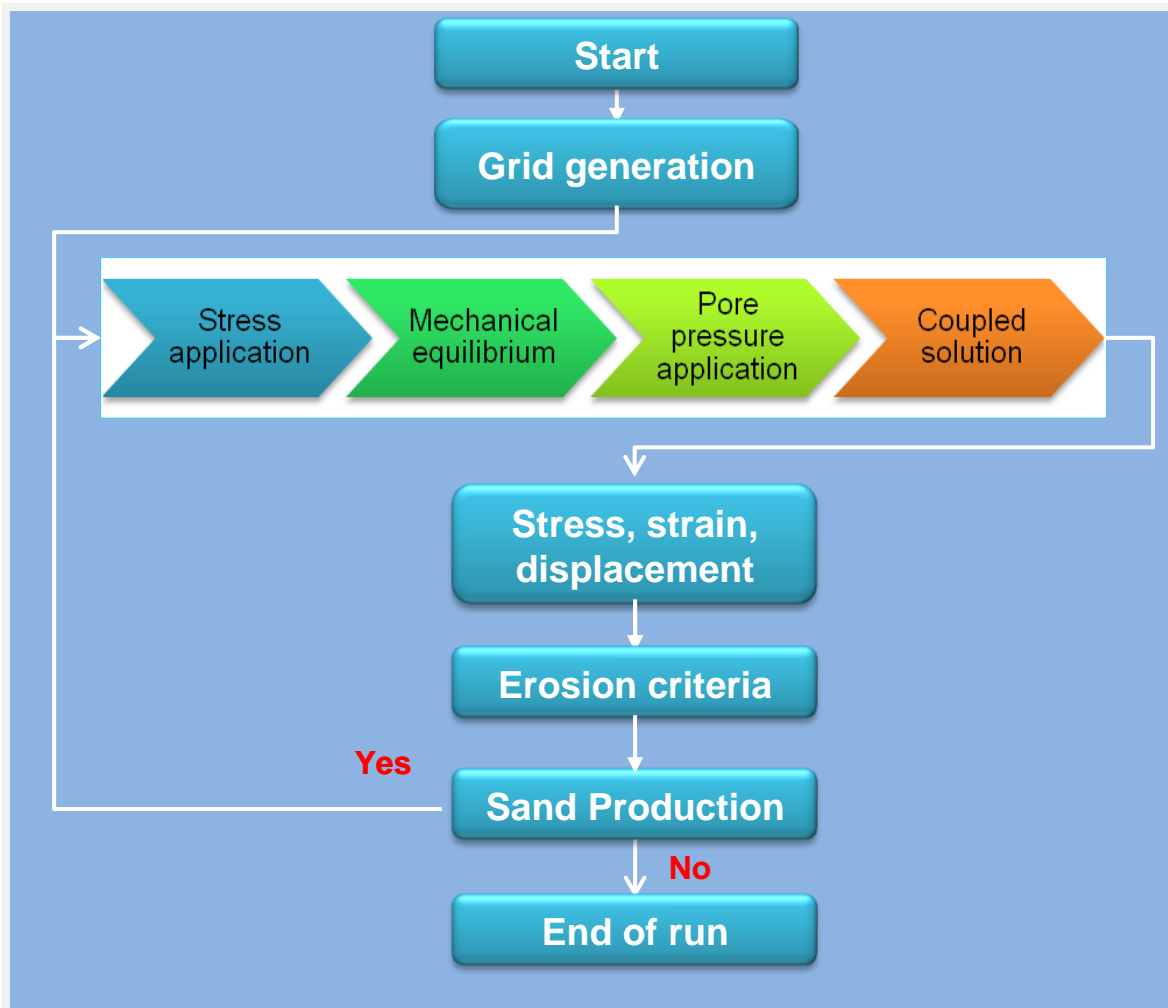 Start
Grid generation
Stress
application
Mechanical
equilibrium
Pore
pressure
application
Coupled
solution
Stress, strain,
displacement
Erosion criteria
Yes
Sand Production
No
End of run